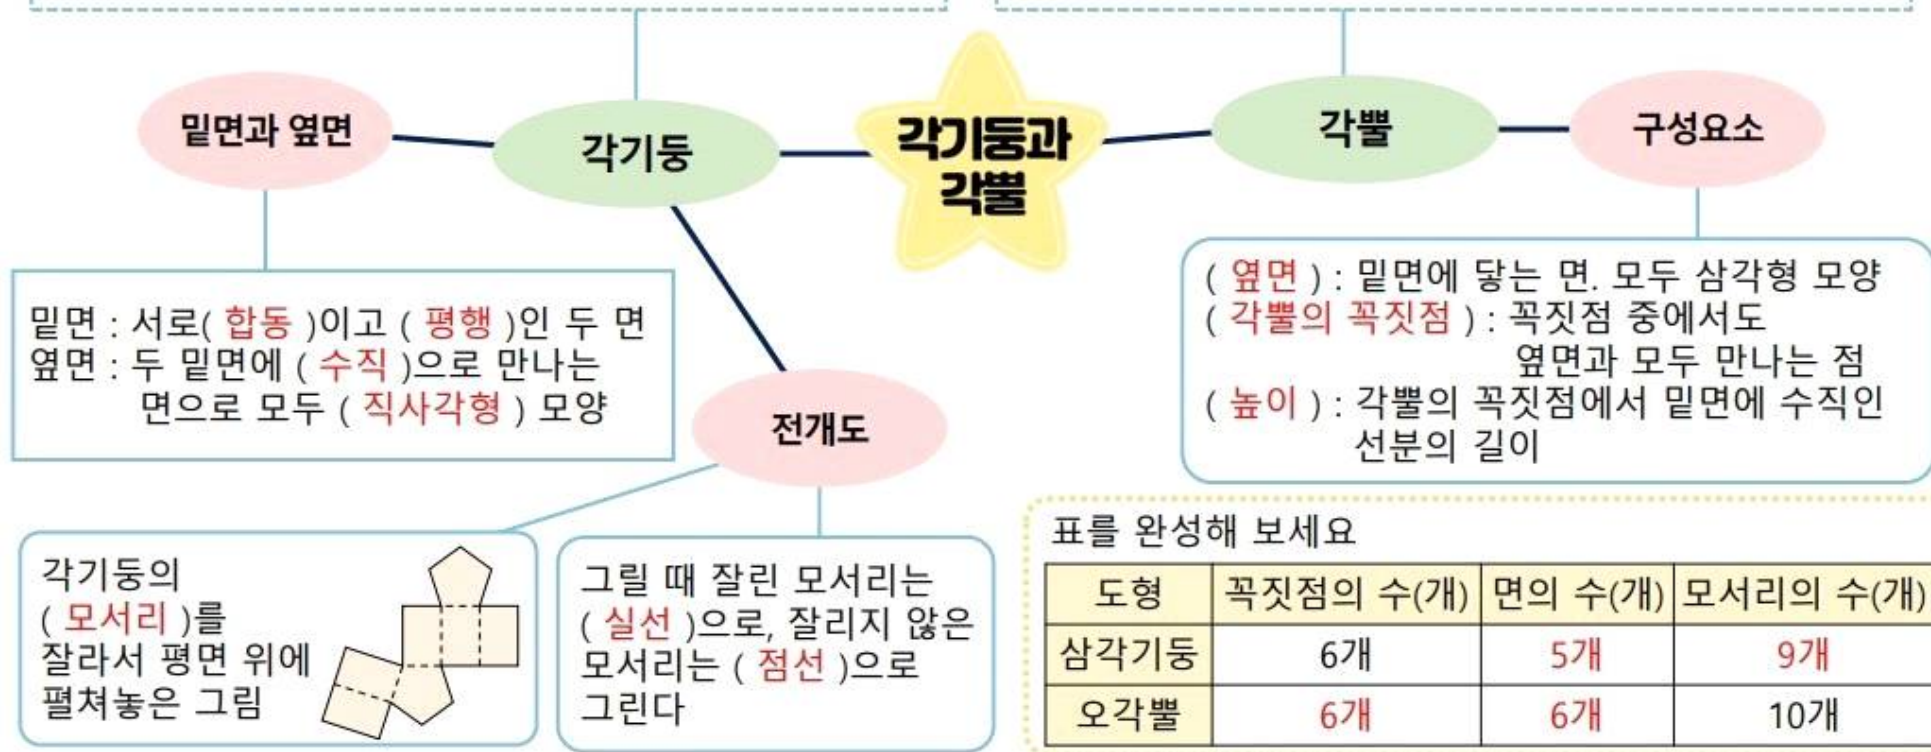 각기둥과
각뿔
각기둥
밑면과 옆면
밑면 : 서로( 합동 )이고 ( 평행 )인 두 면
옆면 : 두 밑면에 ( 수직 )으로 만나는
면으로 모두 ( 직사각형 ) 모양
전개도
각기둥의
( 모서리 )를
잘라서 평면 위에
펼쳐놓은 그림
그릴 때 잘린 모서리는
( 실선 )으로, 잘리지 않은
모서리는 ( 점선 )으로
그린다
각뿔
구성요소
( 옆면 ) : 밑면에 닿는 면. 모두 삼각형 모양
( 각뿔의 꼭짓점 ) : 꼭짓점 중에서도
옆면과 모두 만나는 점
( 높이 ) : 각뿔의 꼭짓점에서 밑면에 수직인
선분의 길이
표를 완성해 보세요
도형 꼭짓점의 수(개) 면의 수(개) 모서리의 수(개)
삼각기둥 6개 5개 9개
오각뿔 6개 6개 10개